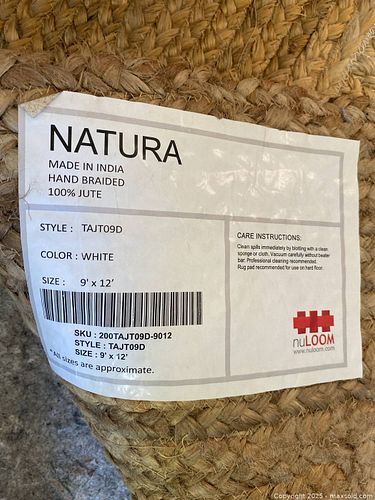 NATURA
MADE IN INDIA
HAND BRAIDED
100% JUTE
STYLE : TAJT09D
COLOR : WHITE
SIZE : 9' x 12'
SKU : 200TAJT09D-9012
STYLE : TAJT09D
SIZE : 9' x 12'
*All sizes are approximate.
CARE INSTRUCTIONS:
Clean spills immediately by blotting with a clean
sponge or cloth. Vacuum carefully without beater
bar. Professional cleaning recommended.
Rug pad recommended for use on hard floor.
nuLOOM
www.nuloom.com
Copyright 2025 - maxsold.com